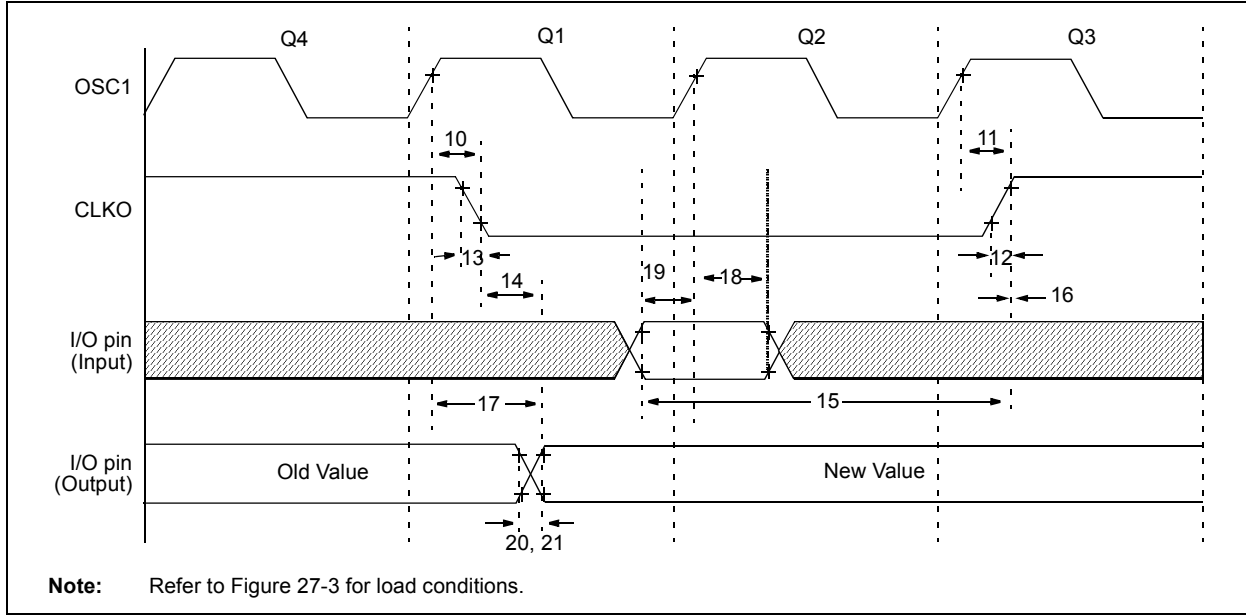 Q4 Q1 Q2 Q3
OSC1
10 11
CLKO
13 12
14 19 18
16
I/O pin
(Input)
17 15
I/O pin
(Output)
Old Value New Value
20, 21
Note: Refer to Figure 27-3 for load conditions.